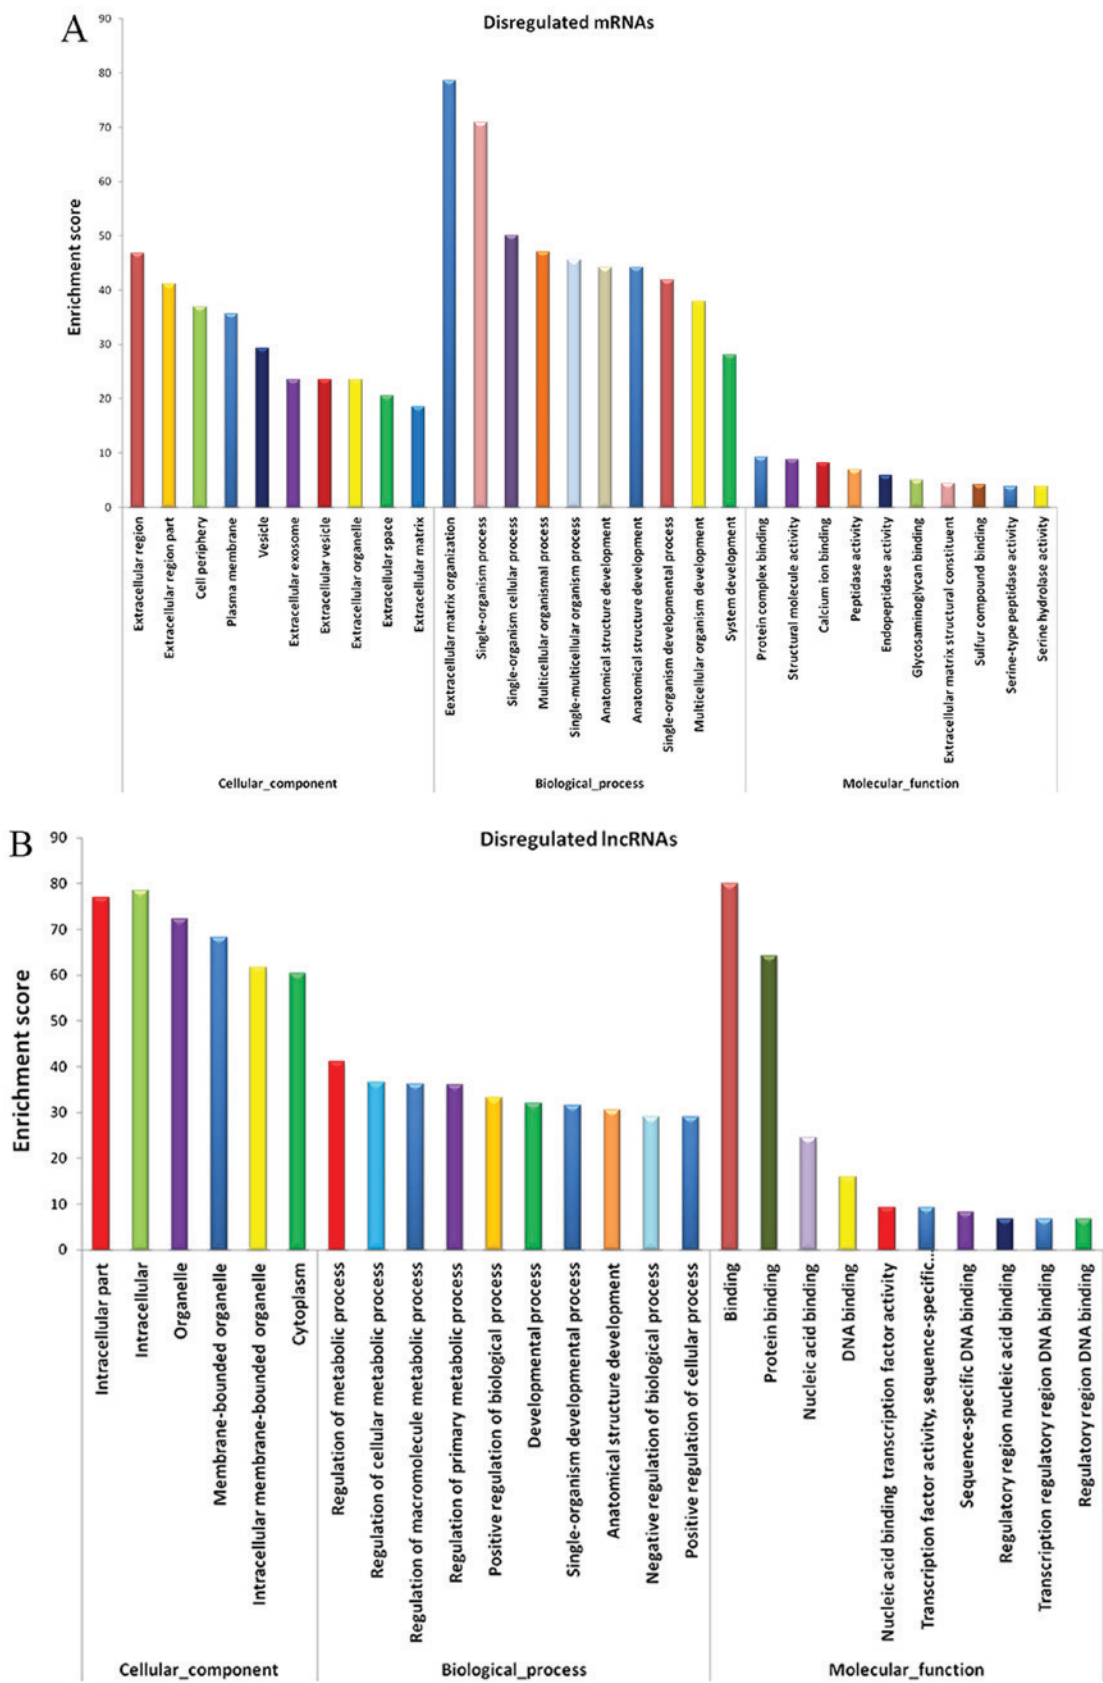 A
Disregulated mRNAs
90
80
70
60
50
40
30
20
10
0
Enrichment score
Extracellular region
Extracellular region part
Cell periphery
Plasma membrane
Vesicle
Extracellular exosome
Extracellular vesicle
Extracellular organelle
Extracellular space
Extracellular matrix
Eextracellular matrix organization
Single-organism process
Single-organism cellular process
Multicellular organismal process
Single-multicellular organism process
Anatomical structure development
Anatomical structure development
Single-organism developmental process
Multicellular organism development
System development
Protein complex binding
Structural molecule activity
Calcium ion binding
Peptidase activity
Endopeptidase activity
Glycosaminoglycan binding
Extracellular matrix structural constituent
Sulfur compound binding
Serine-type peptidase activity
Serine hydrolase activity
Cellular_component
Biological_process
Molecular_function
B
Disregulated lncRNAs
90
80
70
60
50
40
30
20
10
0
Enrichment score
Intracellular part
Intracellular
Organelle
Membrane-bounded organelle
Intracellular membrane-bounded organelle
Cytoplasm
Regulation of metabolic process
Regulation of cellular metabolic process
Regulation of macromolecule metabolic process
Regulation of primary metabolic process
Positive regulation of biological process
Developmental process
Single-organism developmental process
Anatomical structure development
Negative regulation of biological process
Positive regulation of cellular process
Binding
Protein binding
Nucleic acid binding
DNA binding
Nucleic acid binding transcription factor activity
Transcription factor activity, sequence-specific...
Sequence-specific DNA binding
Regulatory region nucleic acid binding
Transcription regulatory region DNA binding
Regulatory region DNA binding
Cellular_component
Biological_process
Molecular_function